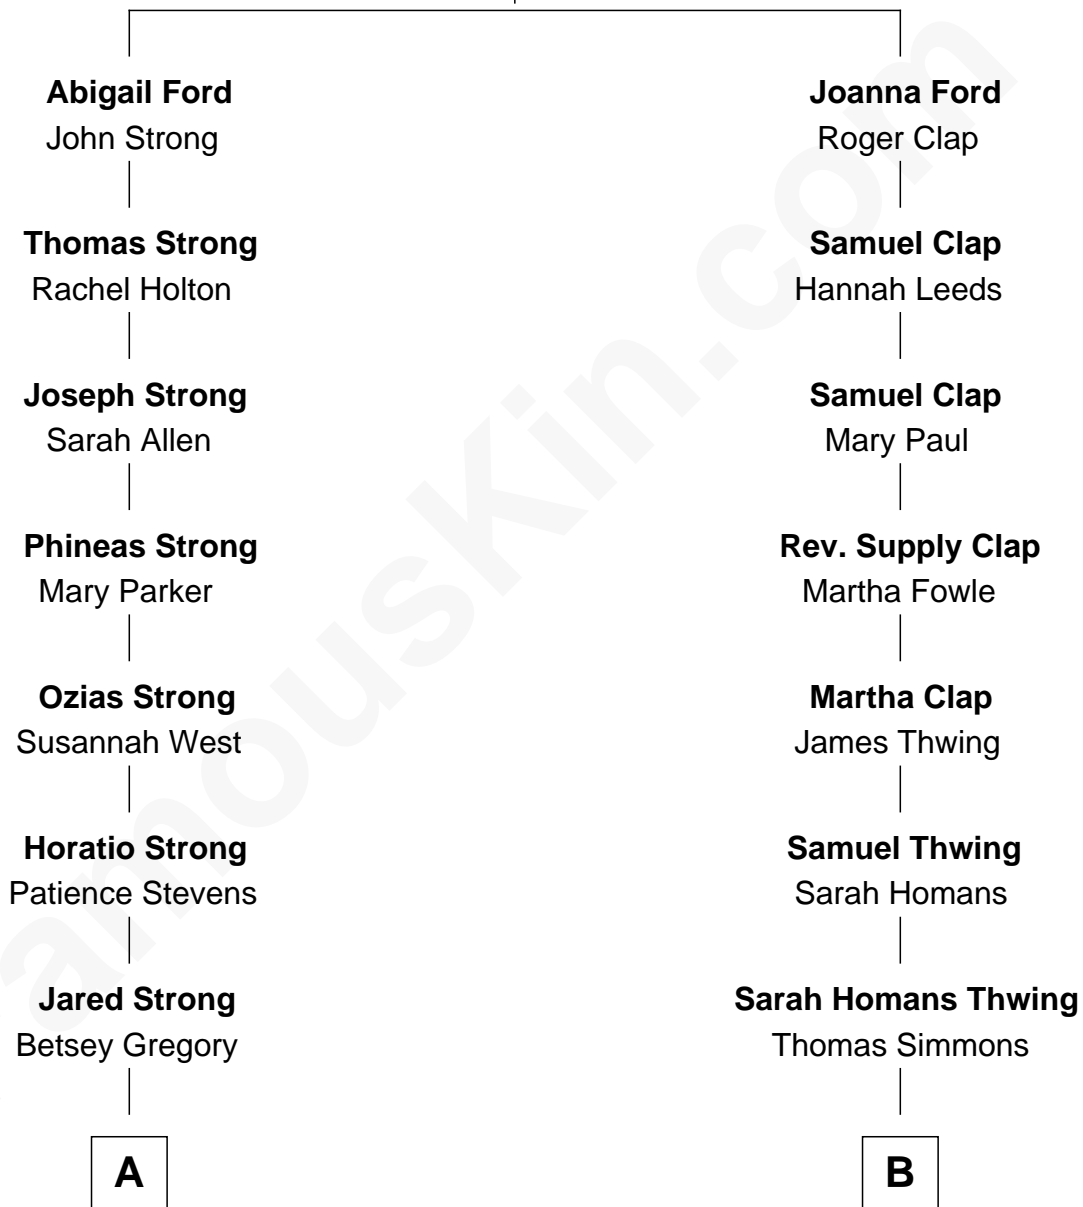 Abigail Ford
John Strong
Thomas Strong
Rachel Holton
Joseph Strong
Sarah Allen
Phineas Strong
Mary Parker
Ozias Strong
Susannah West
Horatio Strong
Patience Stevens
Jared Strong
Betsey Gregory
A
Joanna Ford
Roger Clap
Samuel Clap
Hannah Leeds
Samuel Clap
Mary Paul
Rev. Supply Clap
Martha Fowle
Martha Clap
James Thwing
Samuel Thwing
Sarah Homans
Sarah Homans Thwing
Thomas Simmons
B
amouskin.com